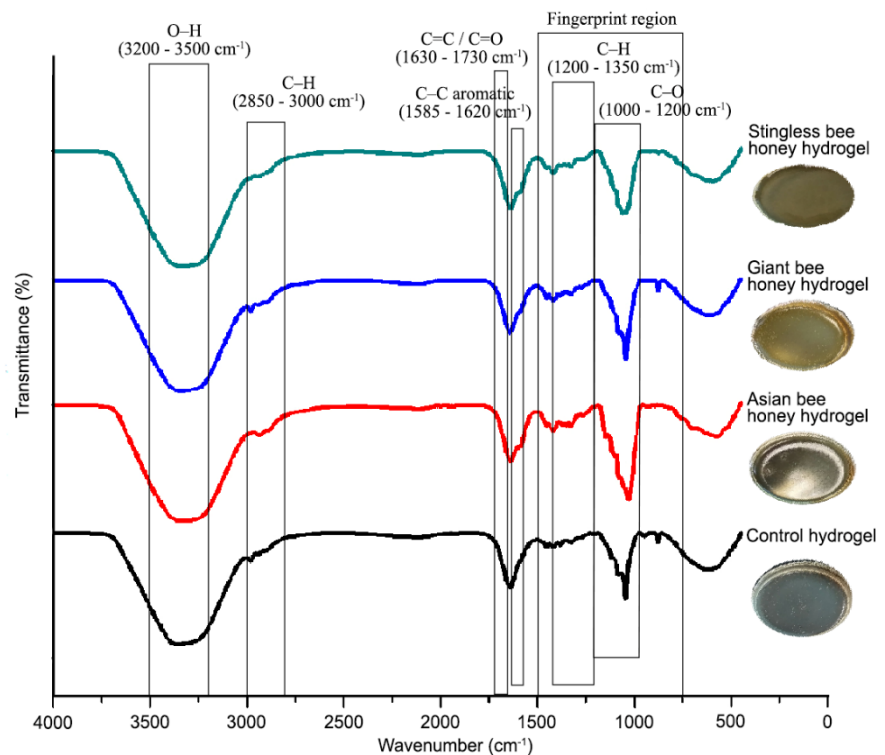 Fingerprint region
O–H
(3200 - 3500 cm⁻¹)
C–H
(2850 - 3000 cm⁻¹)
C=C / C=O
(1630 - 1730 cm⁻¹)
C–C aromatic
(1585 - 1620 cm⁻¹)
C–H
(1200 - 1350 cm⁻¹)
C–O
(1000 - 1200 cm⁻¹)
Stingless bee
honey hydrogel
Giant bee
honey hydrogel
Asian bee
honey hydrogel
Control hydrogel
Transmittance (%)
4000 3500 3000 2500 2000 1500 1000 500 0
Wavenumber (cm⁻¹)